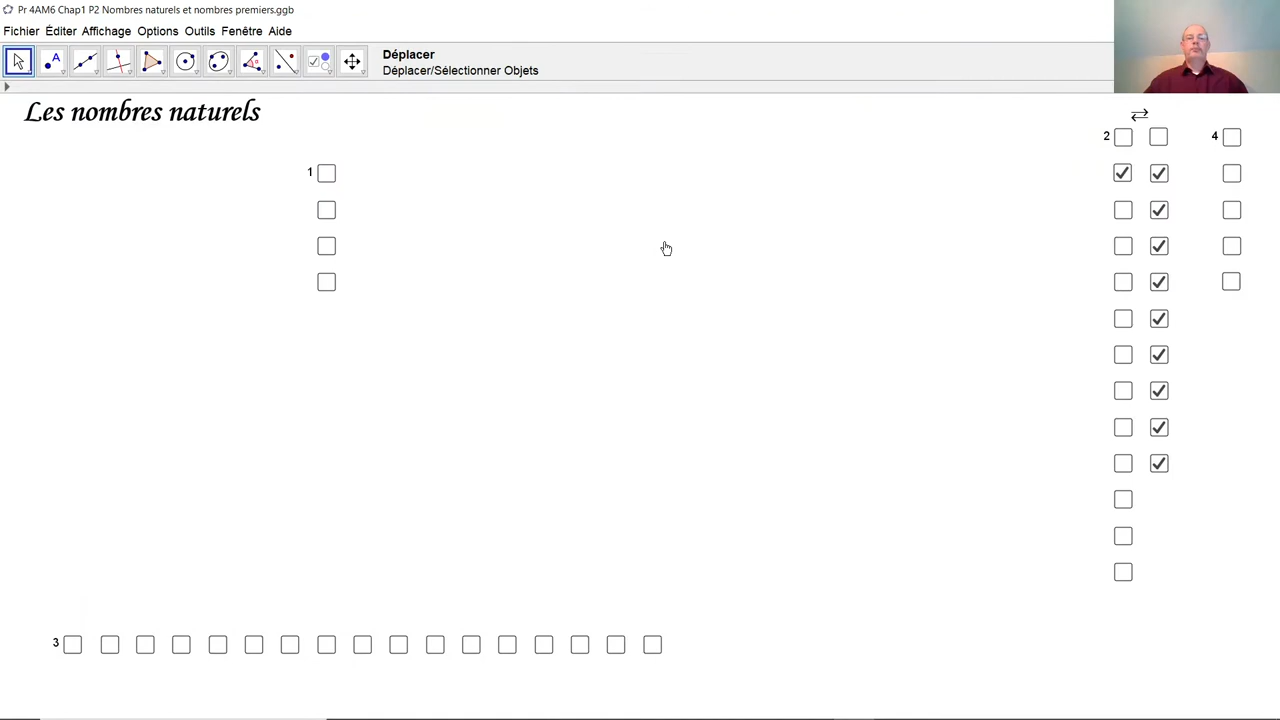 Pr 4AM6 Chap1 P2 Nombres naturels et nombres premiers.ggb
Fichier Éditer Affichage Options Outils Fenêtre Aide
Déplacer
Déplacer/Sélectionner Objets
Les nombres naturels
2
4
1
3